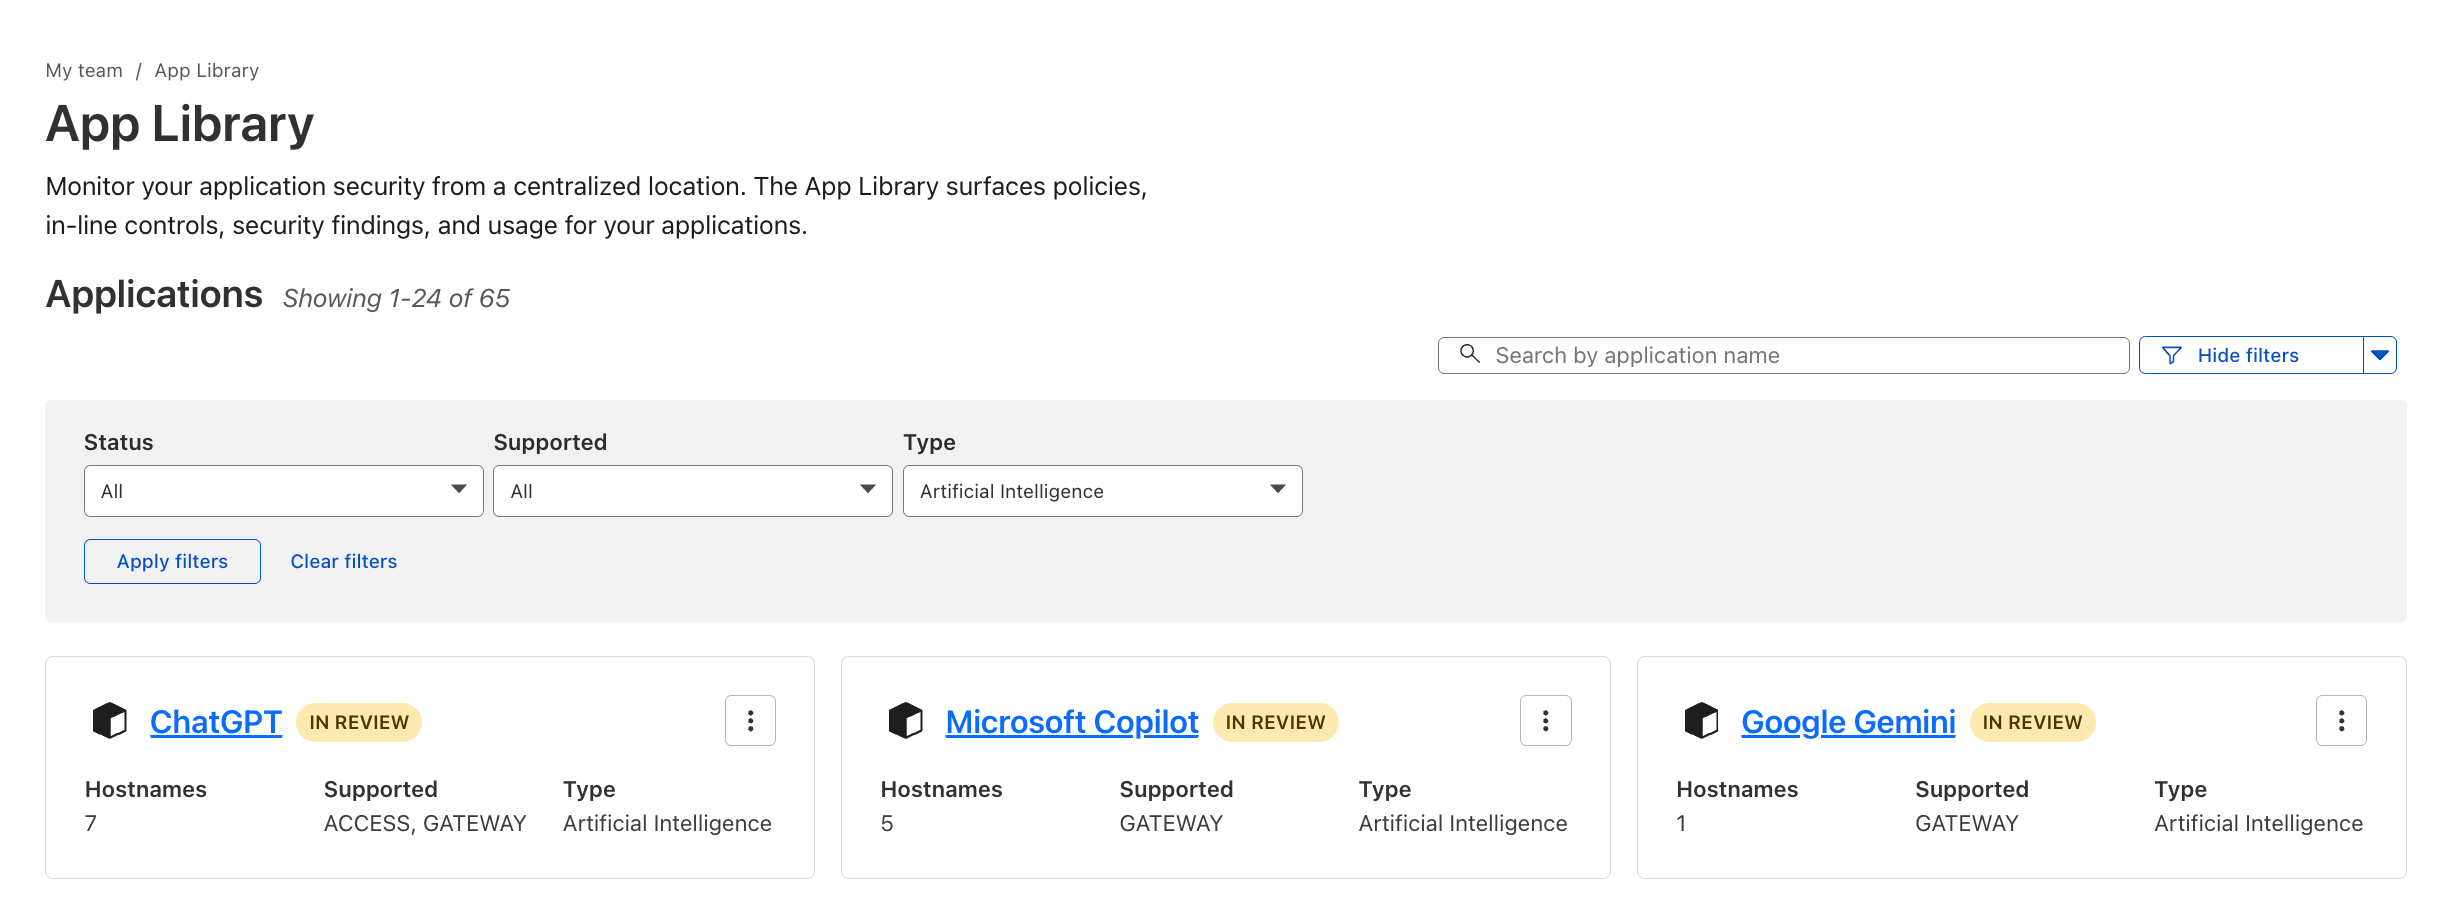 My team / App Library
App Library
Monitor your application security from a centralized location. The App Library surfaces policies,
in-line controls, security findings, and usage for your applications.
Applications Showing 1-24 of 65
Search by application name Hide filters
Status Supported Type
All All Artificial Intelligence
Apply filters Clear filters
ChatGPT IN REVIEW
Hostnames Supported Type
7 ACCESS, GATEWAY Artificial Intelligence
Microsoft Copilot IN REVIEW
Hostnames Supported Type
5 GATEWAY Artificial Intelligence
Google Gemini IN REVIEW
Hostnames Supported Type
1 GATEWAY Artificial Intelligence